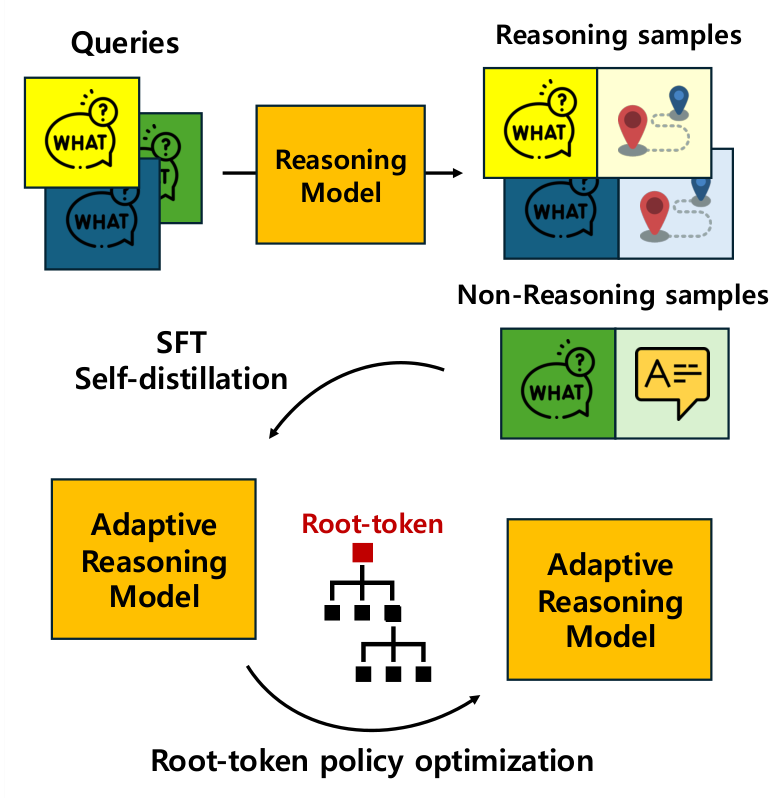 Queries
Reasoning samples
?
WHAT
?
WHAT
?
WHAT
Reasoning
Model
?
WHAT
?
WHAT
Non-Reasoning samples
?
WHAT
A
SFT
Self-distillation
Adaptive
Reasoning
Model
Root-token
Adaptive
Reasoning
Model
Root-token policy optimization